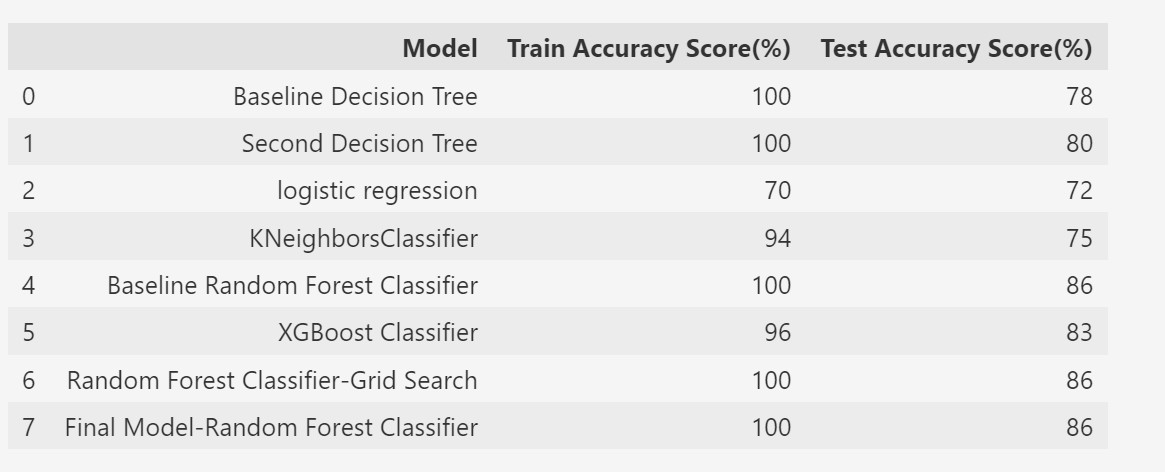 Model Train Accuracy Score(%) Test Accuracy Score(%)
0 Baseline Decision Tree 100 78
1 Second Decision Tree 100 80
2 logistic regression 70 72
3 KNeighborsClassifier 94 75
4 Baseline Random Forest Classifier 100 86
5 XGBoost Classifier 96 83
6 Random Forest Classifier-Grid Search 100 86
7 Final Model-Random Forest Classifier 100 86